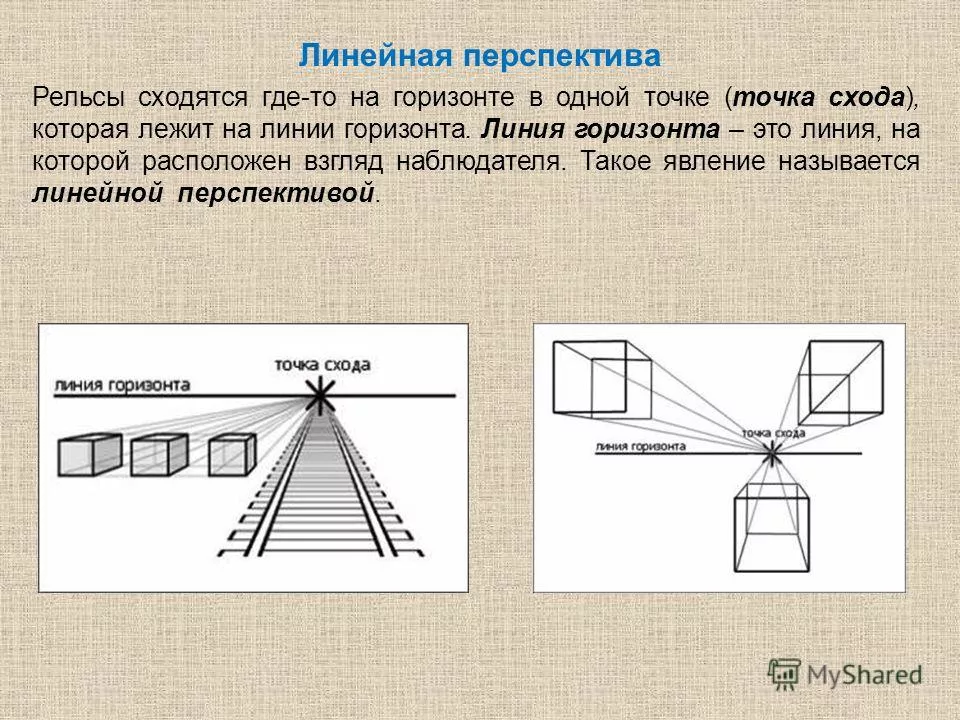 Линейная перспектива
Рельсы сходятся где-то на горизонте в одной точке (точка схода),
которая лежит на линии горизонта. Линия горизонта – это линия, на
которой расположен взгляд наблюдателя. Такое явление называется
линейной перспективой.
точка схода
линия горизонта
точка схода
линия горизонта
MyShared